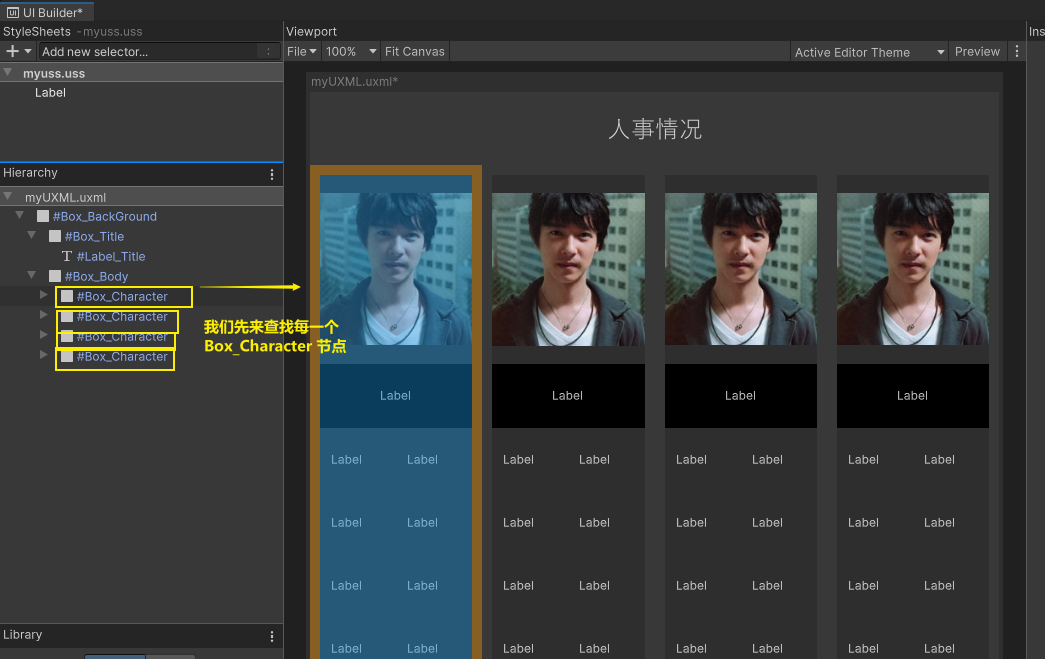 UI Builder*
StyleSheets - myuss.uss
Add new selector...
myuss.uss
Label
Hierarchy
myUXML.uxml
#Box_BackGround
#Box_Title
T #Label_Title
#Box_Body
#Box_Character
#Box_Character
#Box_Character
#Box_Character
Library
我们先来查找每一个
Box_Character 节点
Viewport
File 100% Fit Canvas Active Editor Theme Preview
Ins
myUXML.uxml*
人事情况
Label Label Label Label
Label Label Label Label Label Label Label Label
Label Label Label Label Label Label Label Label
Label Label Label Label Label Label Label Label
Label Label Label Label Label Label Label Label